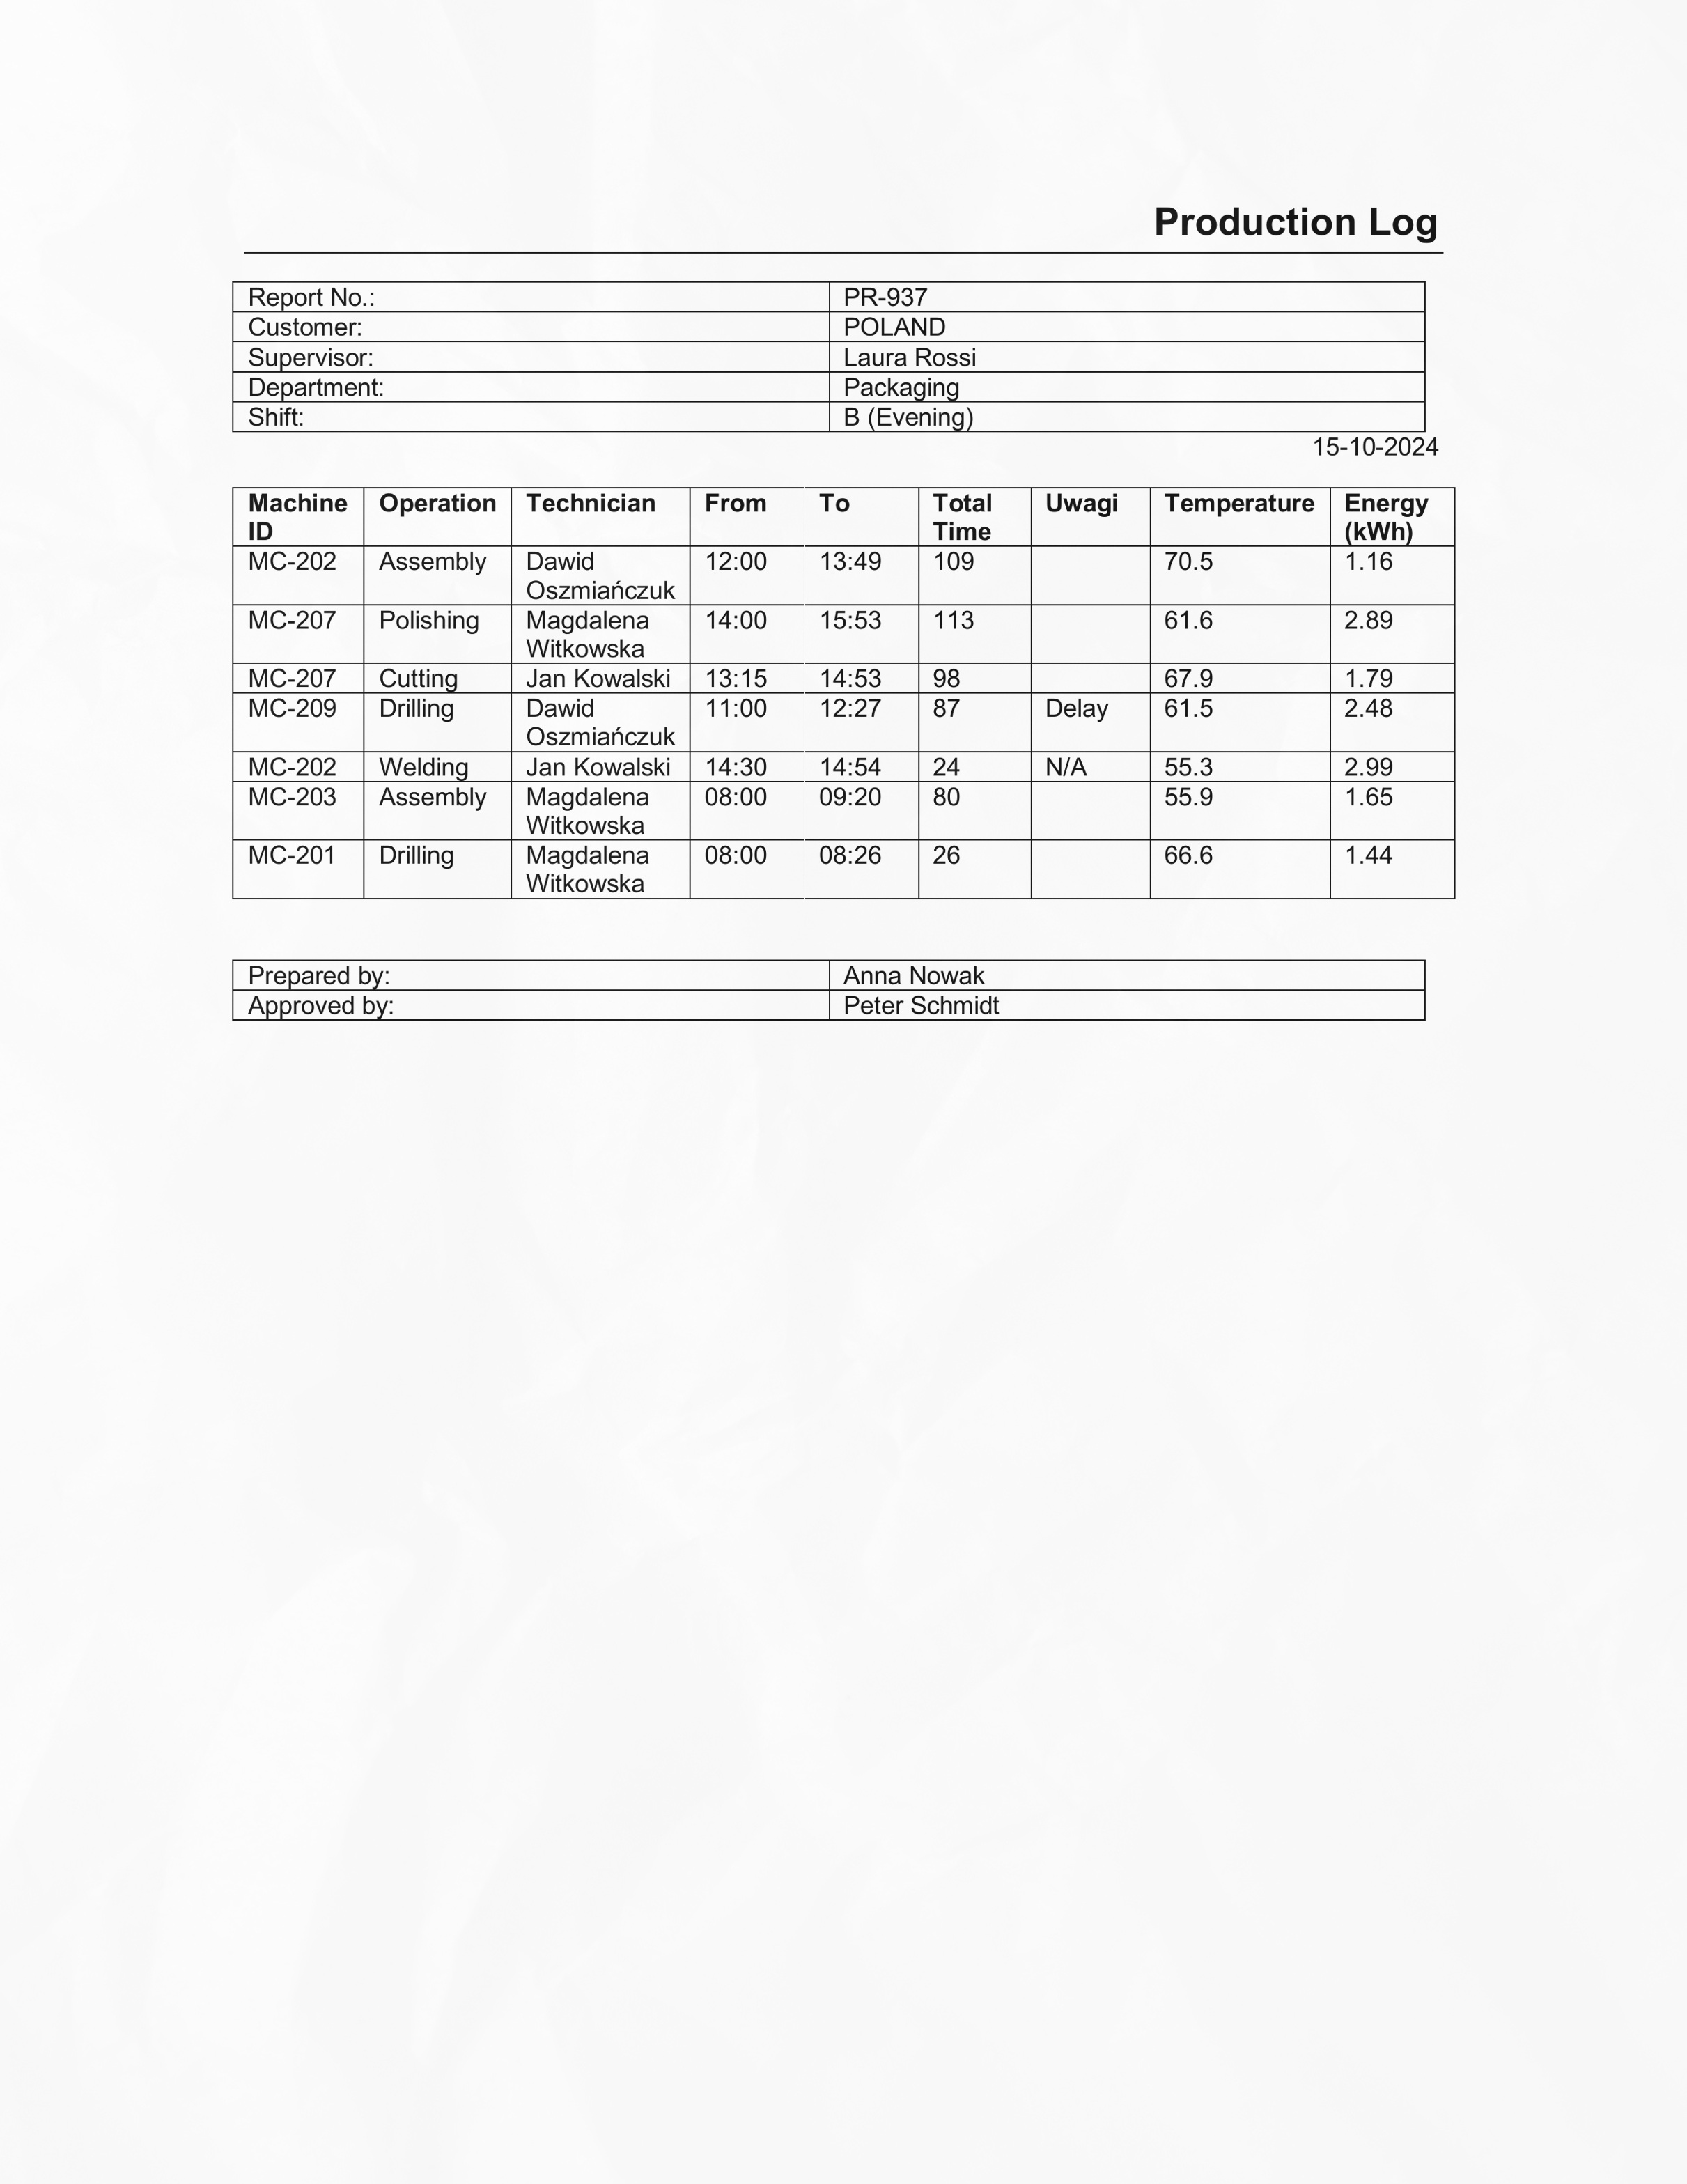 Production Log
Report No.: PR-937
Customer: POLAND
Supervisor: Laura Rossi
Department: Packaging
Shift: B (Evening)
15-10-2024
Machine ID Operation Technician From To Total Time Uwagi Temperature Energy (kWh)
MC-202 Assembly Dawid Oszmiańczuk 12:00 13:49 109 70.5 1.16
MC-207 Polishing Magdalena Witkowska 14:00 15:53 113 61.6 2.89
MC-207 Cutting Jan Kowalski 13:15 14:53 98 67.9 1.79
MC-209 Drilling Dawid Oszmiańczuk 11:00 12:27 87 Delay 61.5 2.48
MC-202 Welding Jan Kowalski 14:30 14:54 24 N/A 55.3 2.99
MC-203 Assembly Magdalena Witkowska 08:00 09:20 80 55.9 1.65
MC-201 Drilling Magdalena Witkowska 08:00 08:26 26 66.6 1.44
Prepared by: Anna Nowak
Approved by: Peter Schmidt